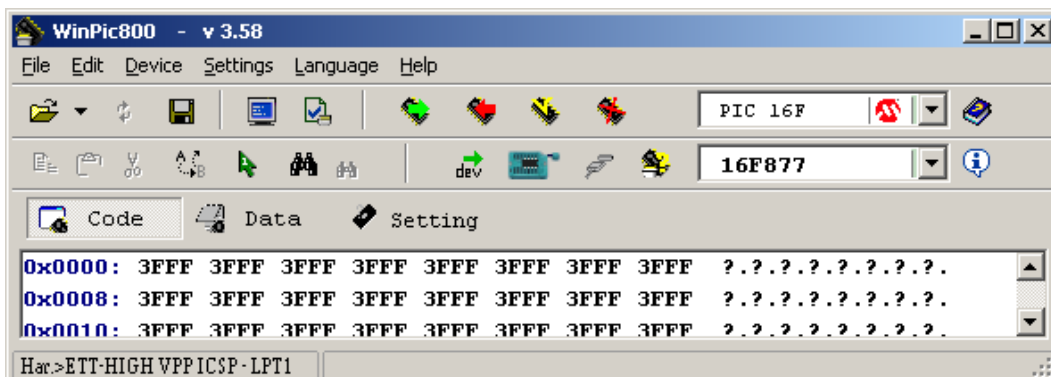 WinPic800 - v 3.58
File Edit Device Settings Language Help
PIC 16F
dev 16F877
Code Data Setting
0x0000: 3FFF 3FFF 3FFF 3FFF 3FFF 3FFF 3FFF 3FFF ?.?.?.?.?.?.?.?.
0x0008: 3FFF 3FFF 3FFF 3FFF 3FFF 3FFF 3FFF 3FFF ?.?.?.?.?.?.?.?.
0x0010: 3FFF 3FFF 3FFF 3FFF 3FFF 3FFF 3FFF 3FFF ?.?.?.?.?.?.?.?.
Har.>ETT-HIGH VPP ICSP - LPT1